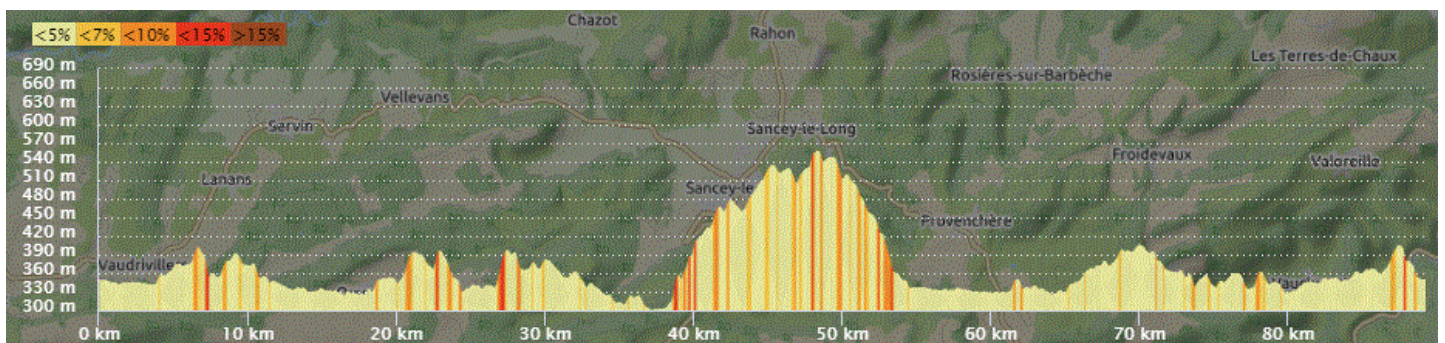 Chazot
<5% <7% <10% <15% >15%
Rahon
Les Terres-de-Chaux
690 m
660 m
Rosières-sur-Barbèche
630 m
Vellevans
600 m
Servin
Sancey-le-Long
570 m
540 m
Froidevaux
Valoreille
510 m
Lanans
Sancey-le
480 m
450 m
Provenchère
420 m
390 m
Vaudriville
360 m
330 m
300 m
0 km 10 km 20 km 30 km 40 km 50 km 60 km 70 km 80 km